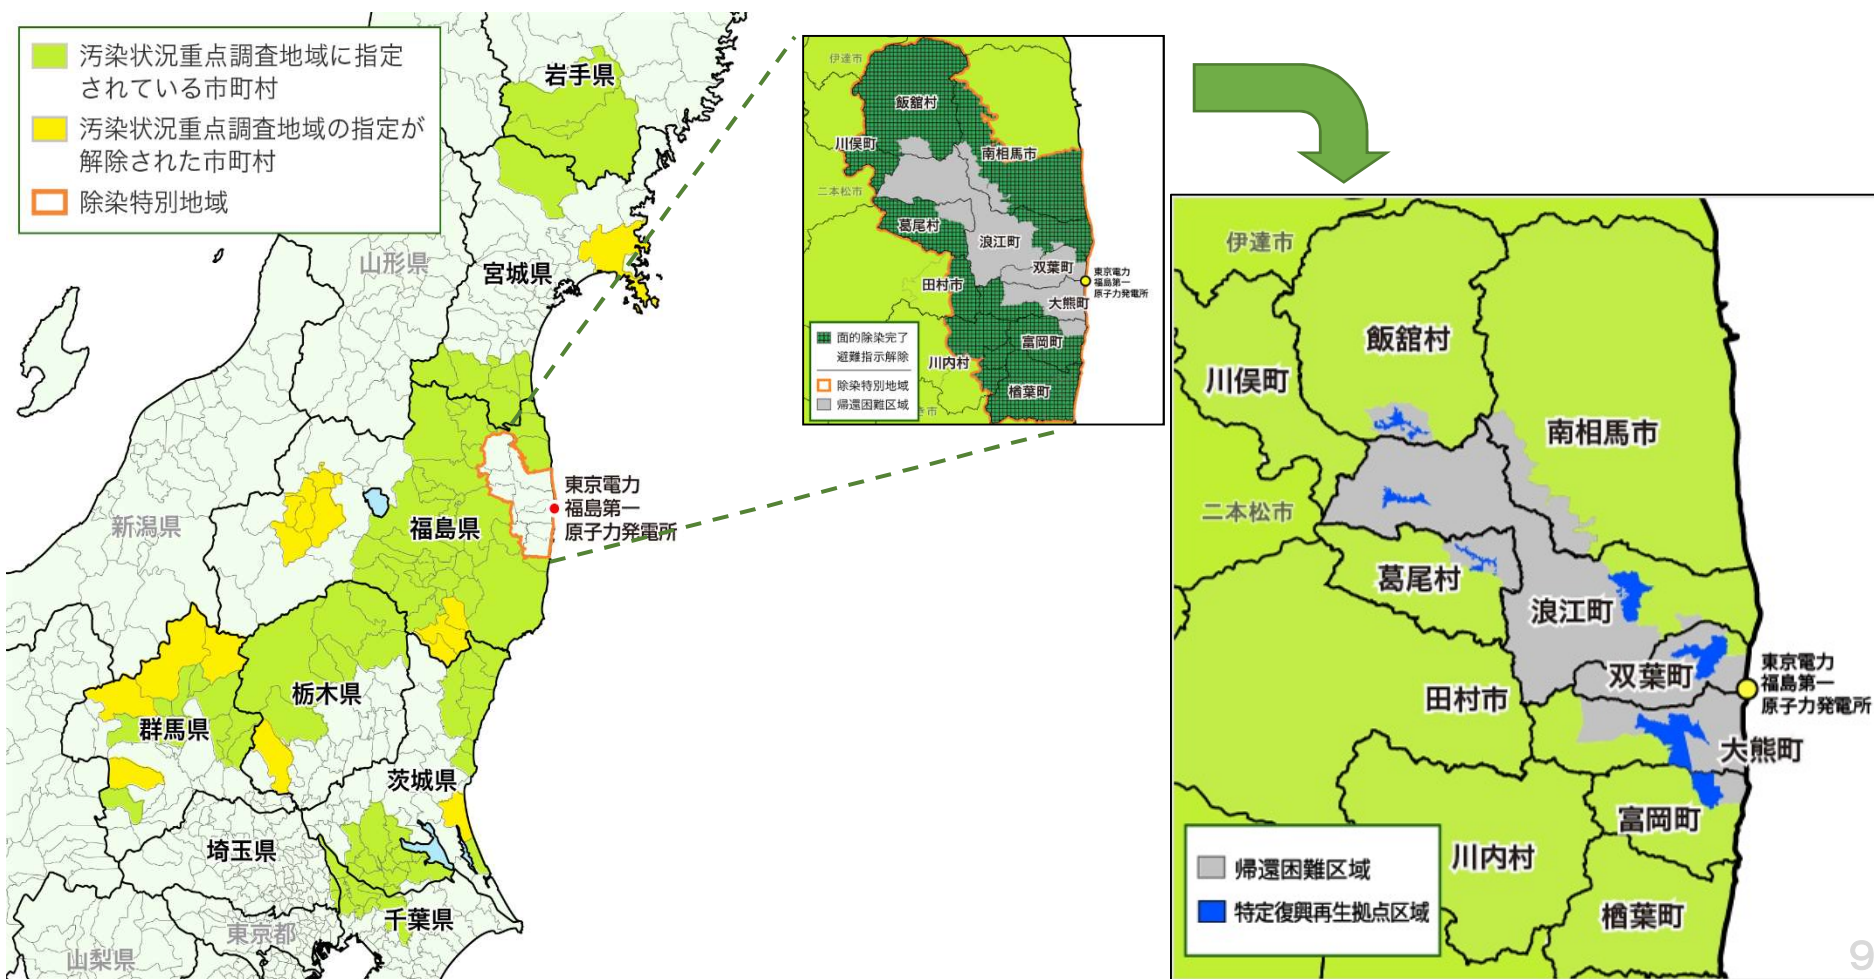 汚染状況重点調査地域に指定
されている市町村
汚染状況重点調査地域の指定が
解除された市町村
除染特別地域
岩手県
山形県
宮城県
新潟県
福島県
東京電力
福島第一
原子力発電所
栃木県
群馬県
茨城県
埼玉県
千葉県
東京都
山梨県
伊達市
飯舘村
川俣町
南相馬市
二本松市
葛尾村
浪江町
双葉町
東京電力
福島第一
原子力発電所
田村市
大熊町
富岡町
川内村
楢葉町
き市
面的除染完了
避難指示解除
除染特別地域
帰還困難区域
伊達市
飯舘村
川俣町
南相馬市
二本松市
葛尾村
浪江町
双葉町
東京電力
福島第一
原子力発電所
田村市
大熊町
富岡町
川内村
楢葉町
帰還困難区域
特定復興再生拠点区域
9